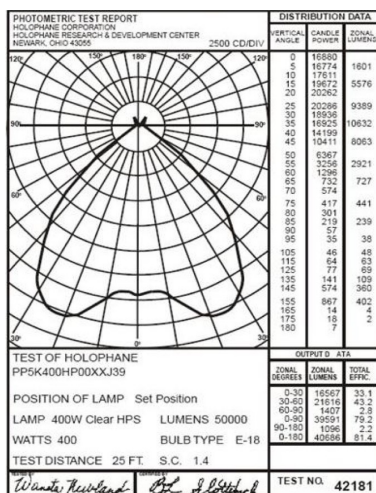 PHOTOMETRIC TEST REPORT
HOLOPHANE CORPORATION
HOLOPHANE RESEARCH & DEVELOPMENT CENTER
NEWARK, OHIO 43055 2500 CD/DIV
120° 150° 180° 150° 120°
90° 90°
60° 60°
30° 0° 30°
TEST OF HOLOPHANE
PP5K400HP00XXJ39
POSITION OF LAMP Set Position
LAMP 400W Clear HPS LUMENS 50000
WATTS 400 BULB TYPE E-18
TEST DISTANCE 25 FT. S.C. 1.4
DISTRIBUTION DATA
VERTICAL ANGLE CANDLE POWER ZONAL LUMENS
0 16880
5 16774 1601
10 17611
15 19672 5576
20 20262
25 20286 9389
30 18936
35 16925 10632
40 14199
45 10411 8063
50 6367
55 3256 2921
60 1296
65 732 727
70 574
75 417 441
80 301
85 219 239
90 57
95 35 38
105 46 48
115 64 63
125 77 69
135 141 109
145 574 360
155 867 402
165 14 4
175 18 2
180 7
OUTPUT D ATA
ZONAL DEGREES ZONAL LUMENS TOTAL EFFIC.
0-30 16567 33.1
30-60 21616 43.2
60-90 1407 2.8
0-90 39591 79.2
90-180 1096 2.2
0-180 40686 81.4
TEST NO. 42181